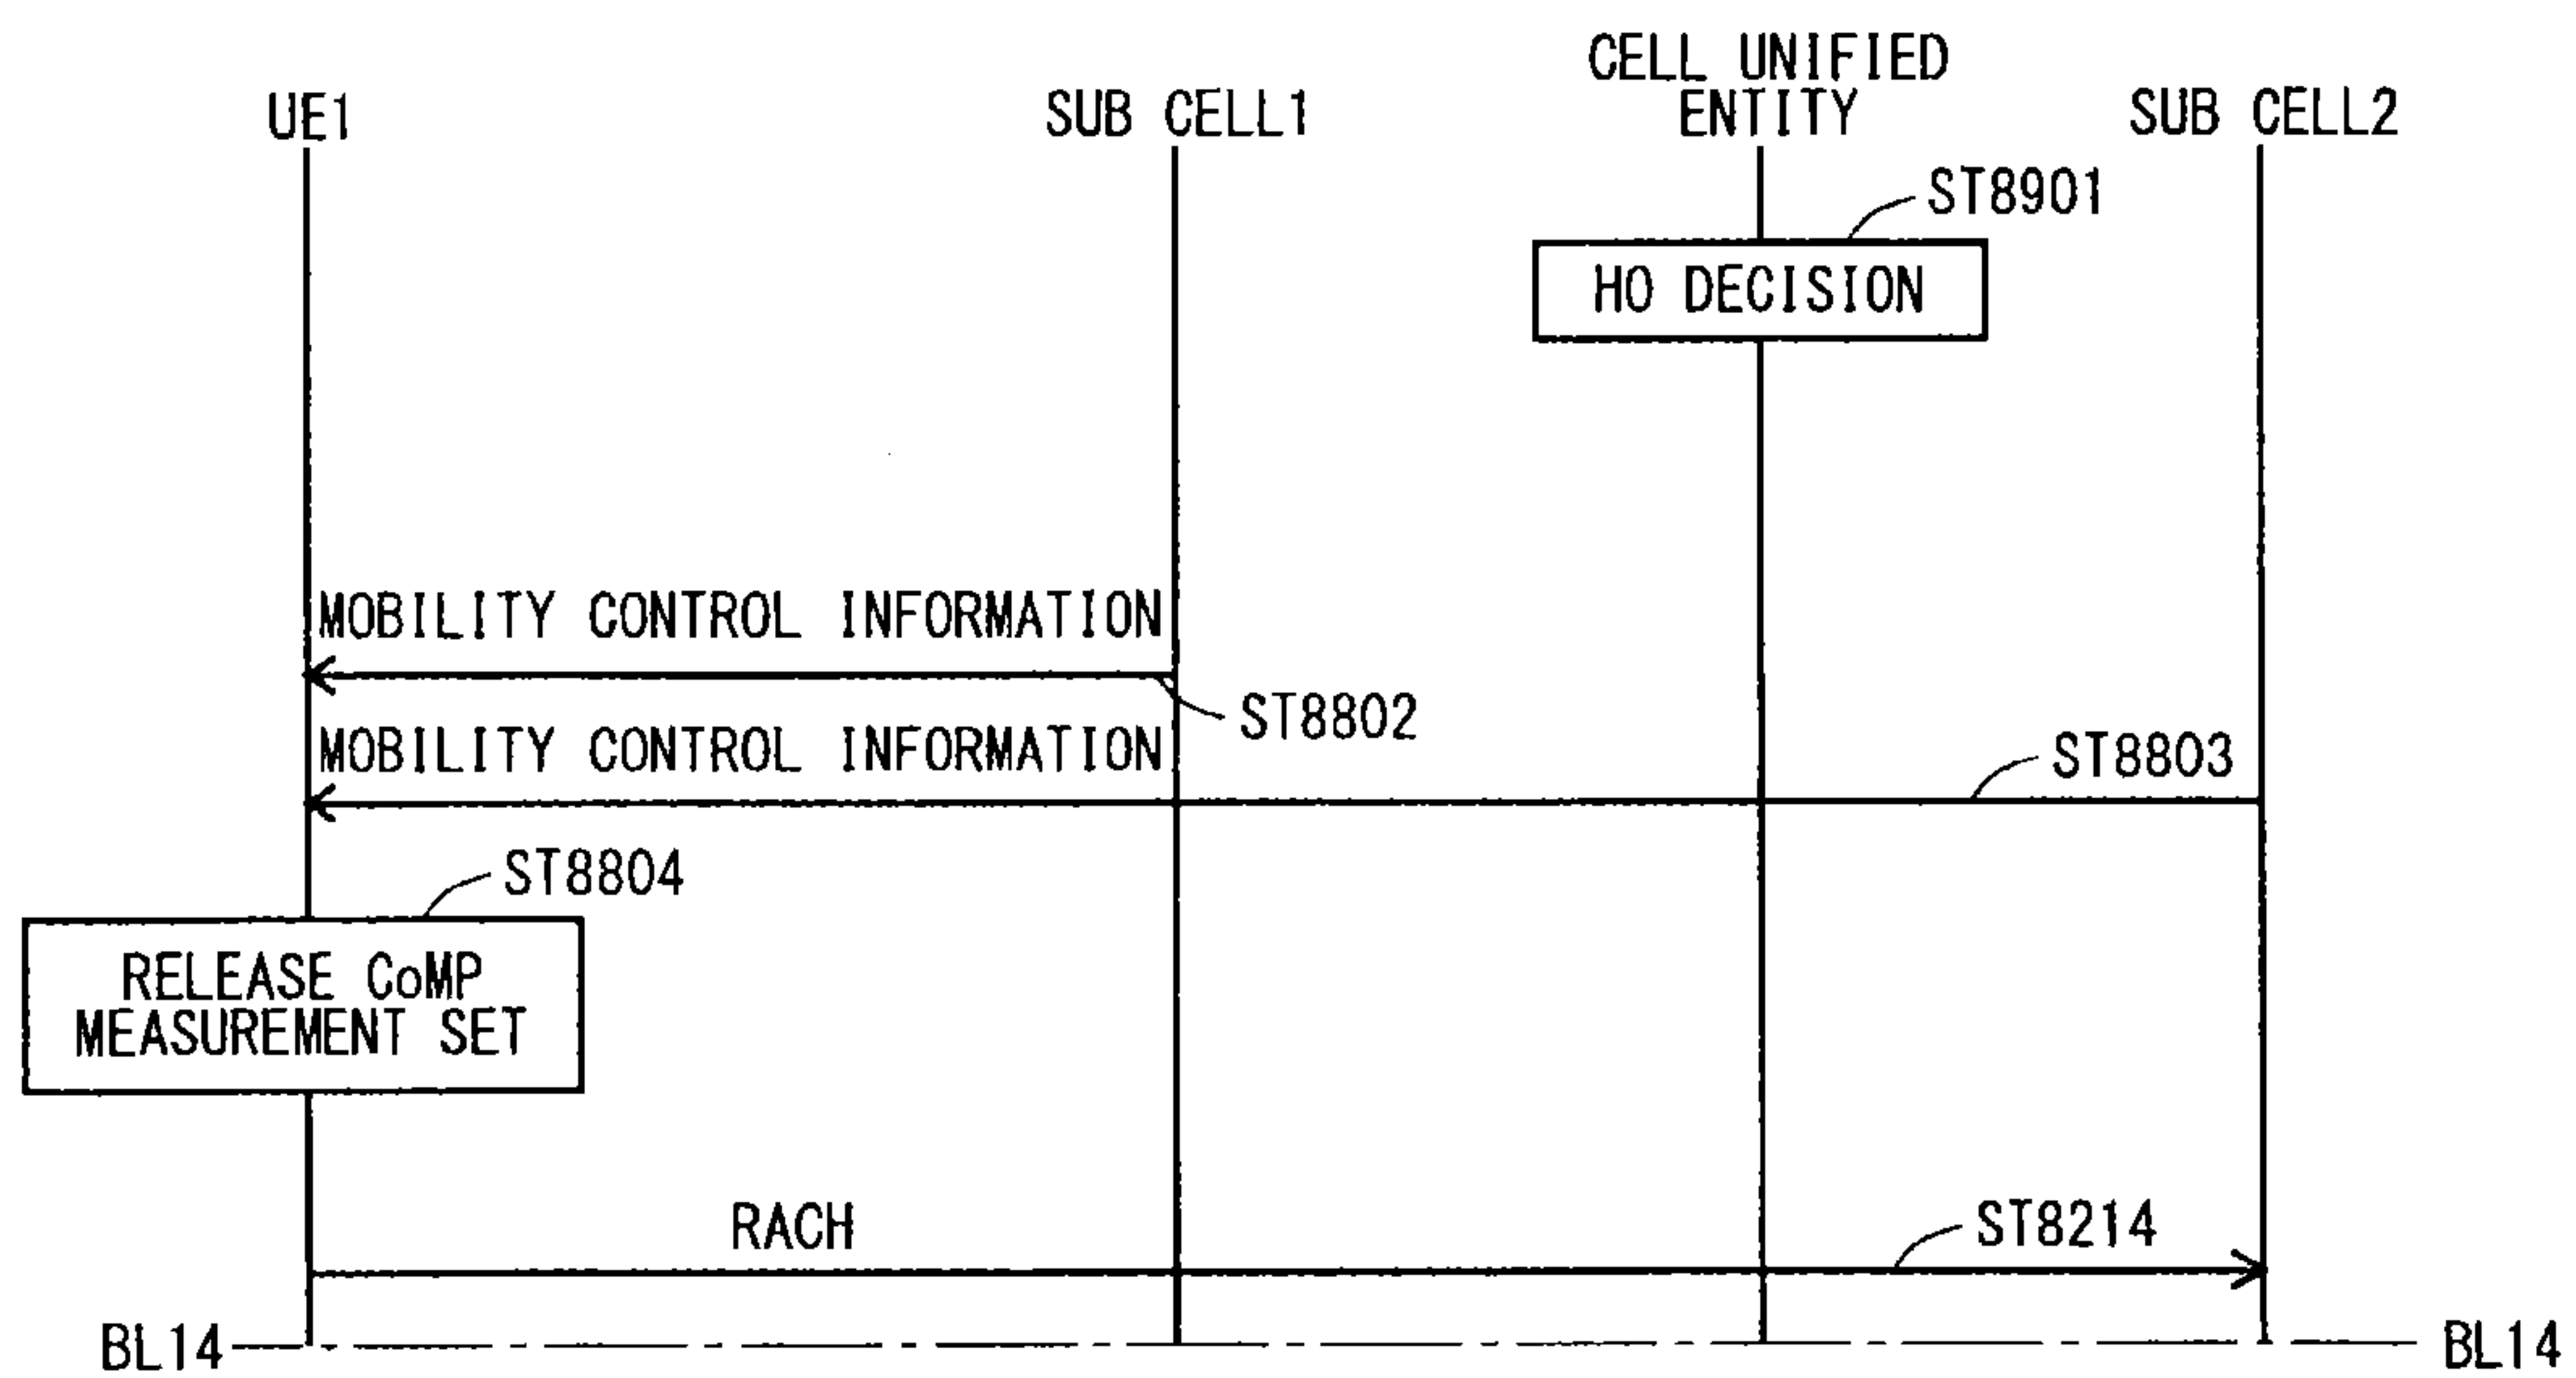 UE1
SUB CELL1
CELL UNIFIED
ENTITY
SUB CELL2
ST8901
HO DECISION
MOBILITY CONTROL INFORMATION
ST8802
MOBILITY CONTROL INFORMATION
ST8803
ST8804
RELEASE CoMP
MEASUREMENT SET
RACH
ST8214
BL14
BL14